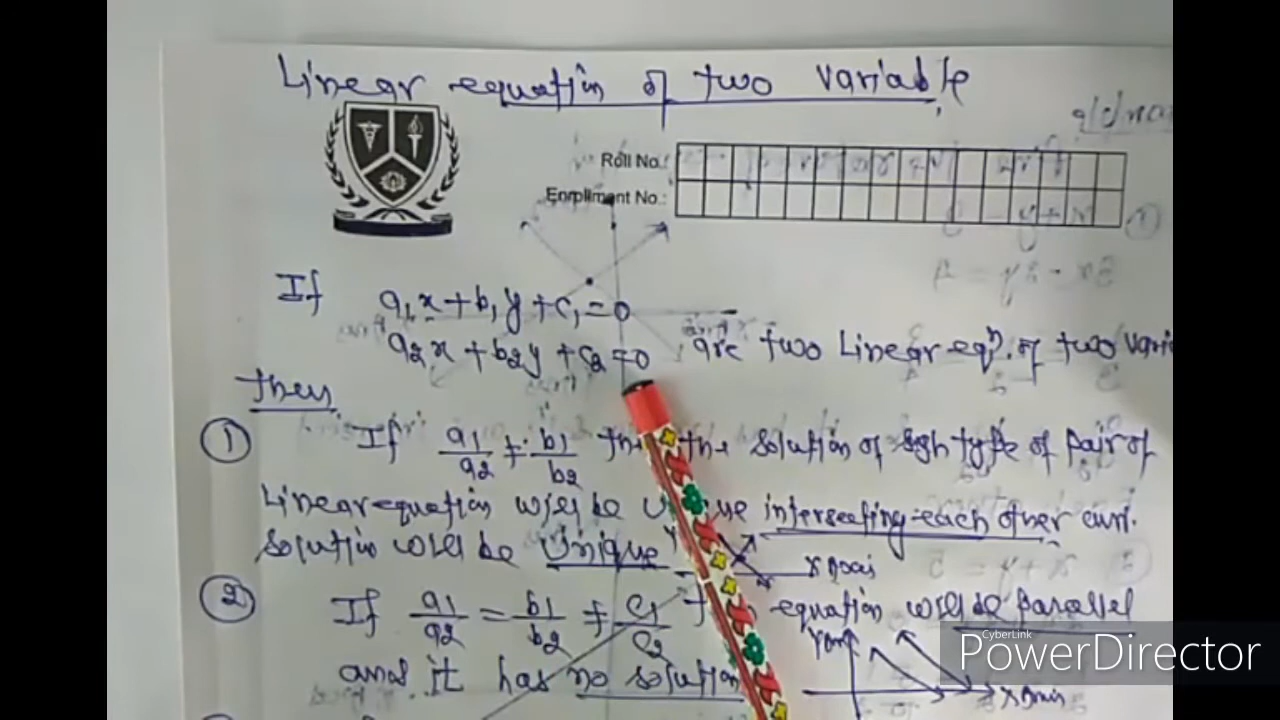 Linear equation of two variable
Roll No.:
Enrollment No.:
If a₁x + b₁y + c₁ = 0
a₂x + b₂y + c₂ = 0 are two Linear eqⁿ. of two vari
then
① If a₁/a₂ ≠ b₁/b₂ the the solution of such type of pair of
Linear equation will be intersecting each other
solution will be Unique
X axis
② If a₁/a₂ = b₁/b₂ ≠ c₁/c₂ equation will be parallel
and it has no solution
X axis
CyberLink
PowerDirector